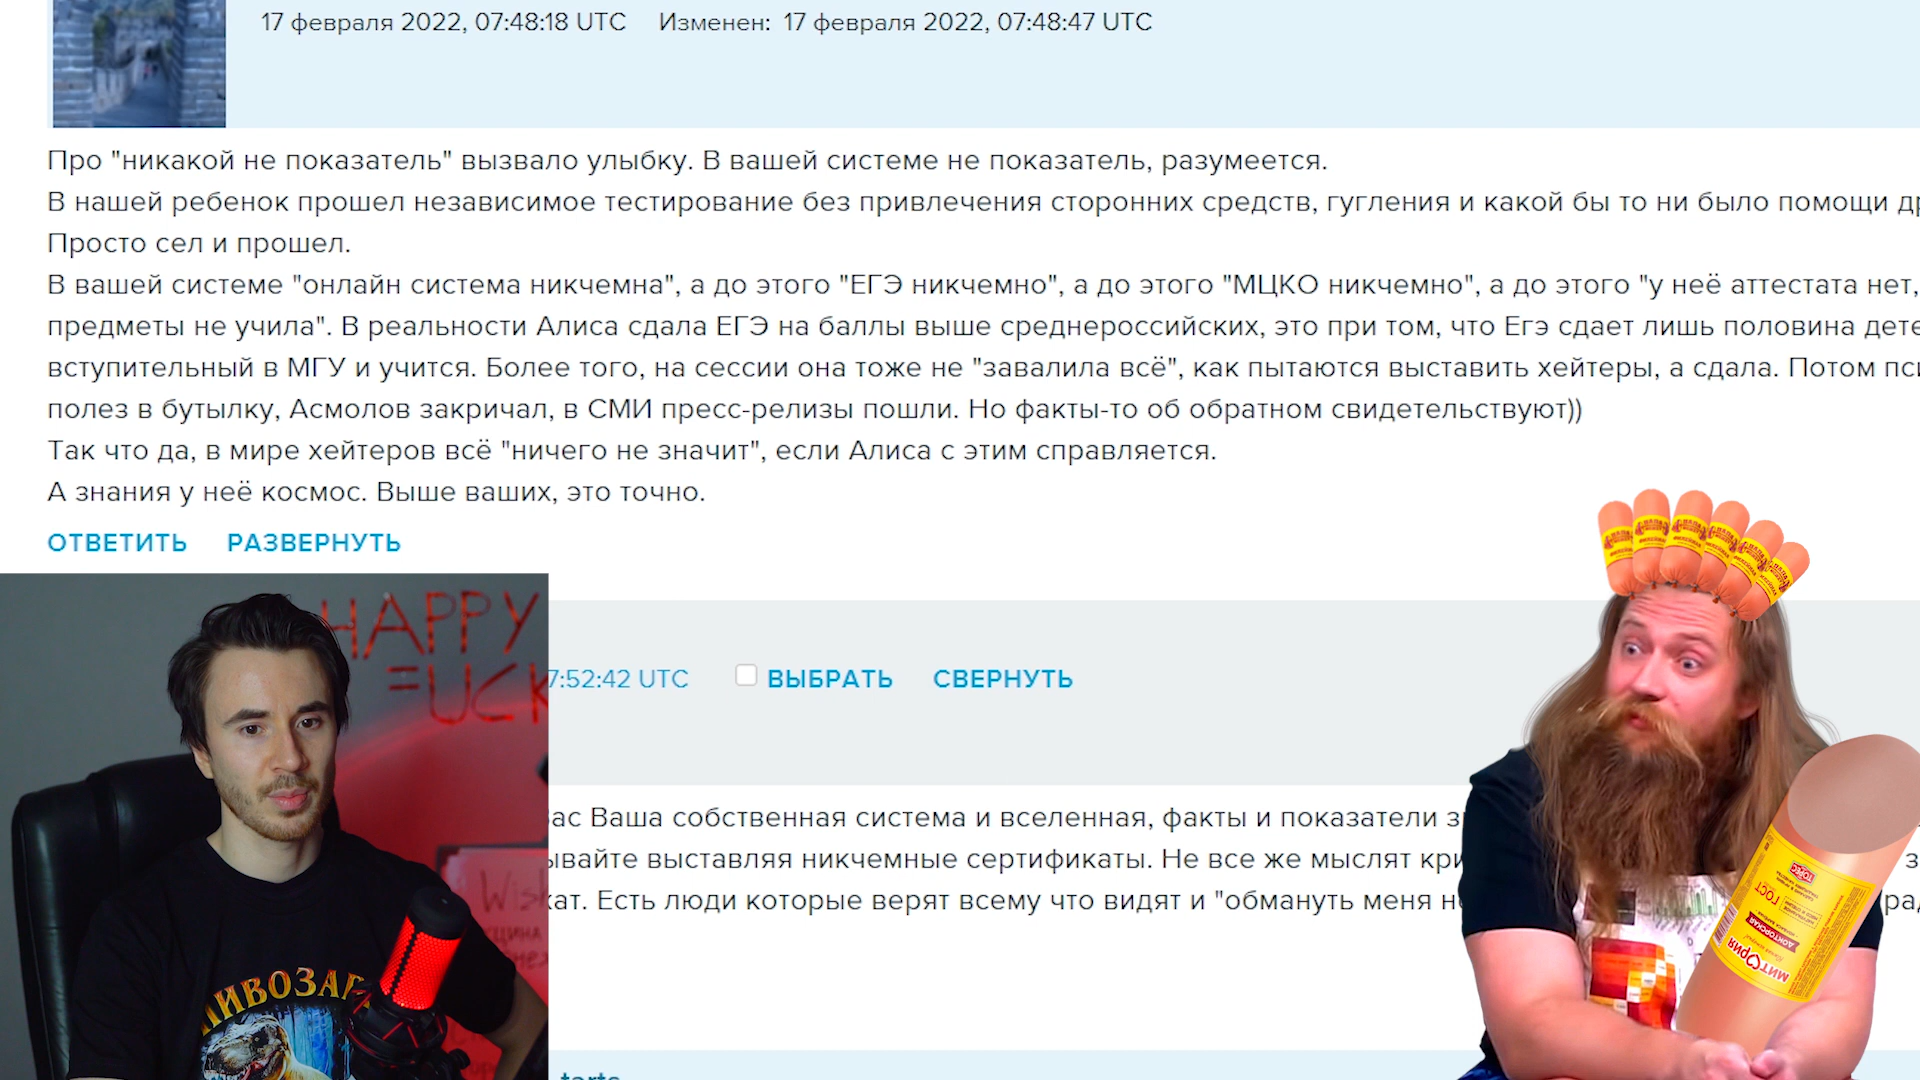 17 февраля 2022, 07:48:18 UTC Изменен: 17 февраля 2022, 07:48:47 UTC
Про "никакой не показатель" вызвало улыбку. В вашей системе не показатель, разумеется.
В нашей ребенок прошел независимое тестирование без привлечения сторонних средств, гугления и какой бы то ни было помощи
Просто сел и прошел.
В вашей системе "онлайн система никчемна", а до этого "ЕГЭ никчемно", а до этого "МЦКО никчемно", а до этого "у неё аттестата нет,
предметы не учила". В реальности Алиса сдала ЕГЭ на баллы выше среднероссийских, это при том, что Егэ сдает лишь половина
вступительный в МГУ и учится. Более того, на сессии она тоже не "завалила всё", как пытаются выставить хейтеры, а сдала. Потом
полез в бутылку, Асмолов закричал, в СМИ пресс-релизы пошли. Но факты-то об обратном свидетельствуют))
Так что да, в мире хейтеров всё "ничего не значит", если Алиса с этим справляется.
А знания у неё космос. Выше ваших, это точно.
ОТВЕТИТЬ РАЗВЕРНУТЬ
HAPPY
FUCK
7:52:42 UTC ВЫБРАТЬ СВЕРНУТЬ
Ваша собственная система и вселенная, факты и показатели
выставляя никчемные сертификаты. Не все же мыслят
Есть люди которые верят всему что видят и "обмануть меня
ПИВОЗАВР
МИТОРИЯ
ДОКТОРСКАЯ
ГОСТ